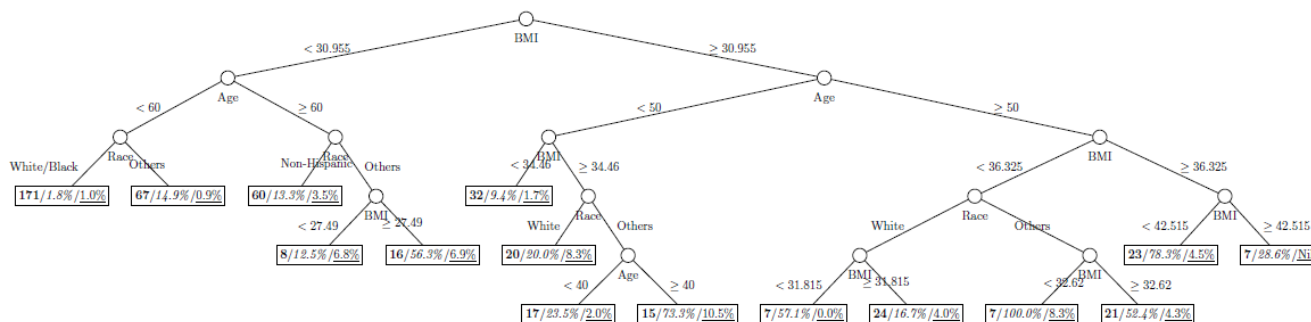 BMI
< 30.955
≥ 30.955
Age
Age
< 60
≥ 60
< 50
≥ 50
Race
Race
BMI
BMI
White/Black
Others
Non-Hispanic
Others
< 34.46
≥ 34.46
< 36.325
≥ 36.325
171/1.8%/1.0%
67/14.9%/0.9%
60/13.3%/3.5%
BMI
32/9.4%/1.7%
Race
Race
BMI
< 27.49
≥ 27.49
White
Others
White
Others
< 42.515
≥ 42.515
8/12.5%/6.8%
16/56.3%/6.9%
20/20.0%/8.3%
Age
BMI
BMI
23/78.3%/4.5%
7/28.6%/Ni
< 40
≥ 40
< 31.815
≥ 31.815
< 32.62
≥ 32.62
17/23.5%/2.0%
15/73.3%/10.5%
7/57.1%/0.0%
24/16.7%/4.0%
7/100.0%/8.3%
21/52.4%/4.3%